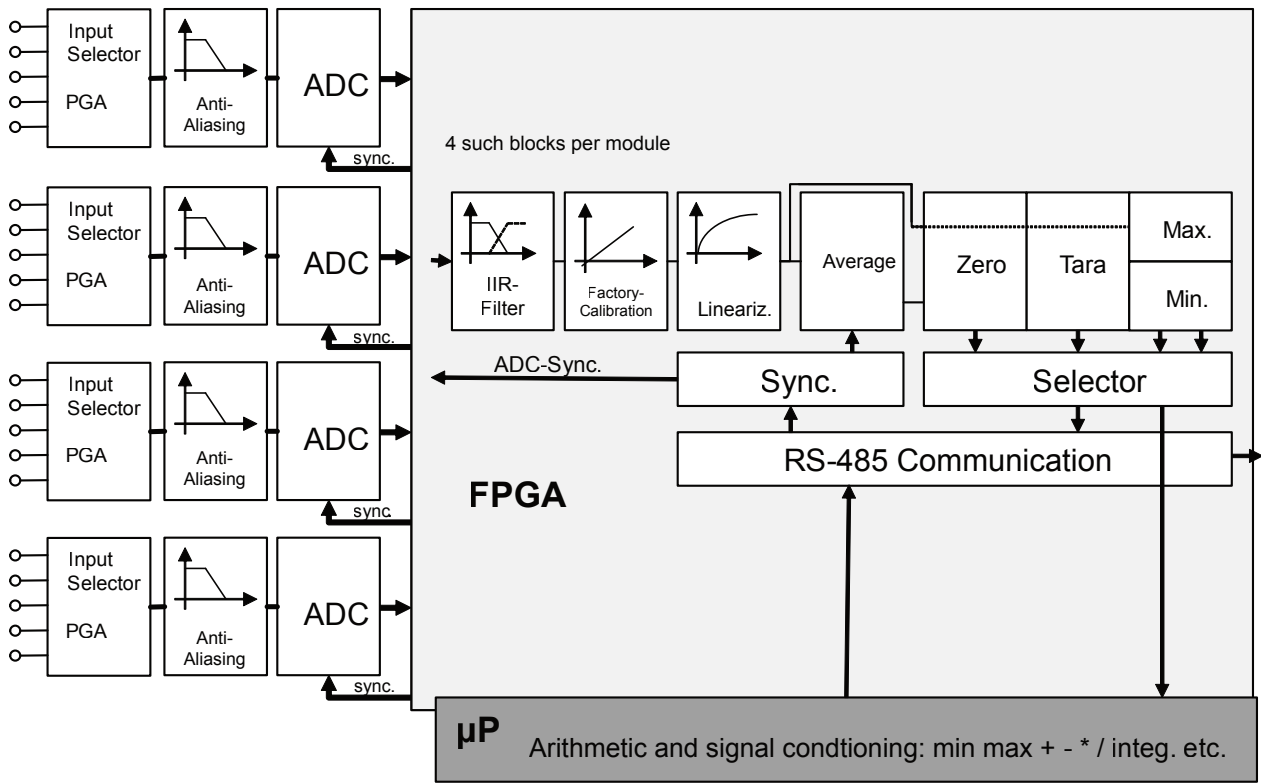 Input
Selector
PGA
Anti-
Aliasing
ADC
sync.
Input
Selector
PGA
Anti-
Aliasing
ADC
sync.
Input
Selector
PGA
Anti-
Aliasing
ADC
sync.
Input
Selector
PGA
Anti-
Aliasing
ADC
sync.
4 such blocks per module
IIR-
Filter
Factory-
Calibration
Lineariz.
Average
Zero
Tara
Max.
Min.
ADC-Sync.
Sync.
Selector
RS-485 Communication
FPGA
µP
Arithmetic and signal condtioning: min max + - * / integ. etc.